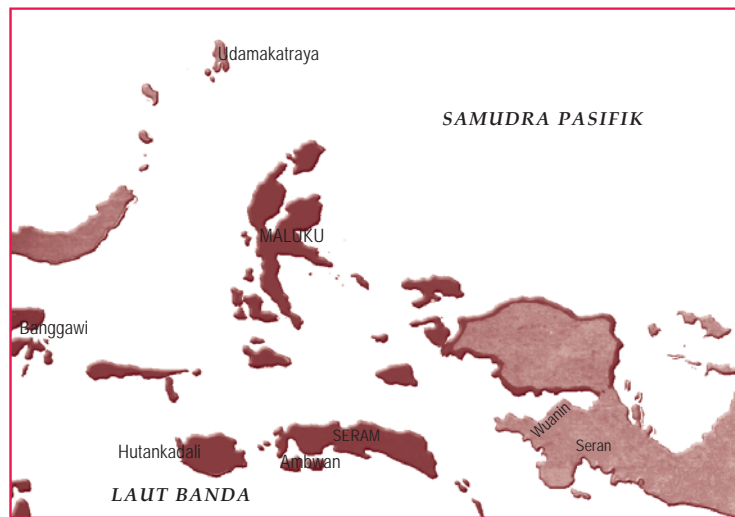 Udamakatraya
SAMUDRA PASIFIK
MALUKU
Banggawi
Wuanin
Seran
SERAM
Hutankadali
Ambwan
LAUT BANDA